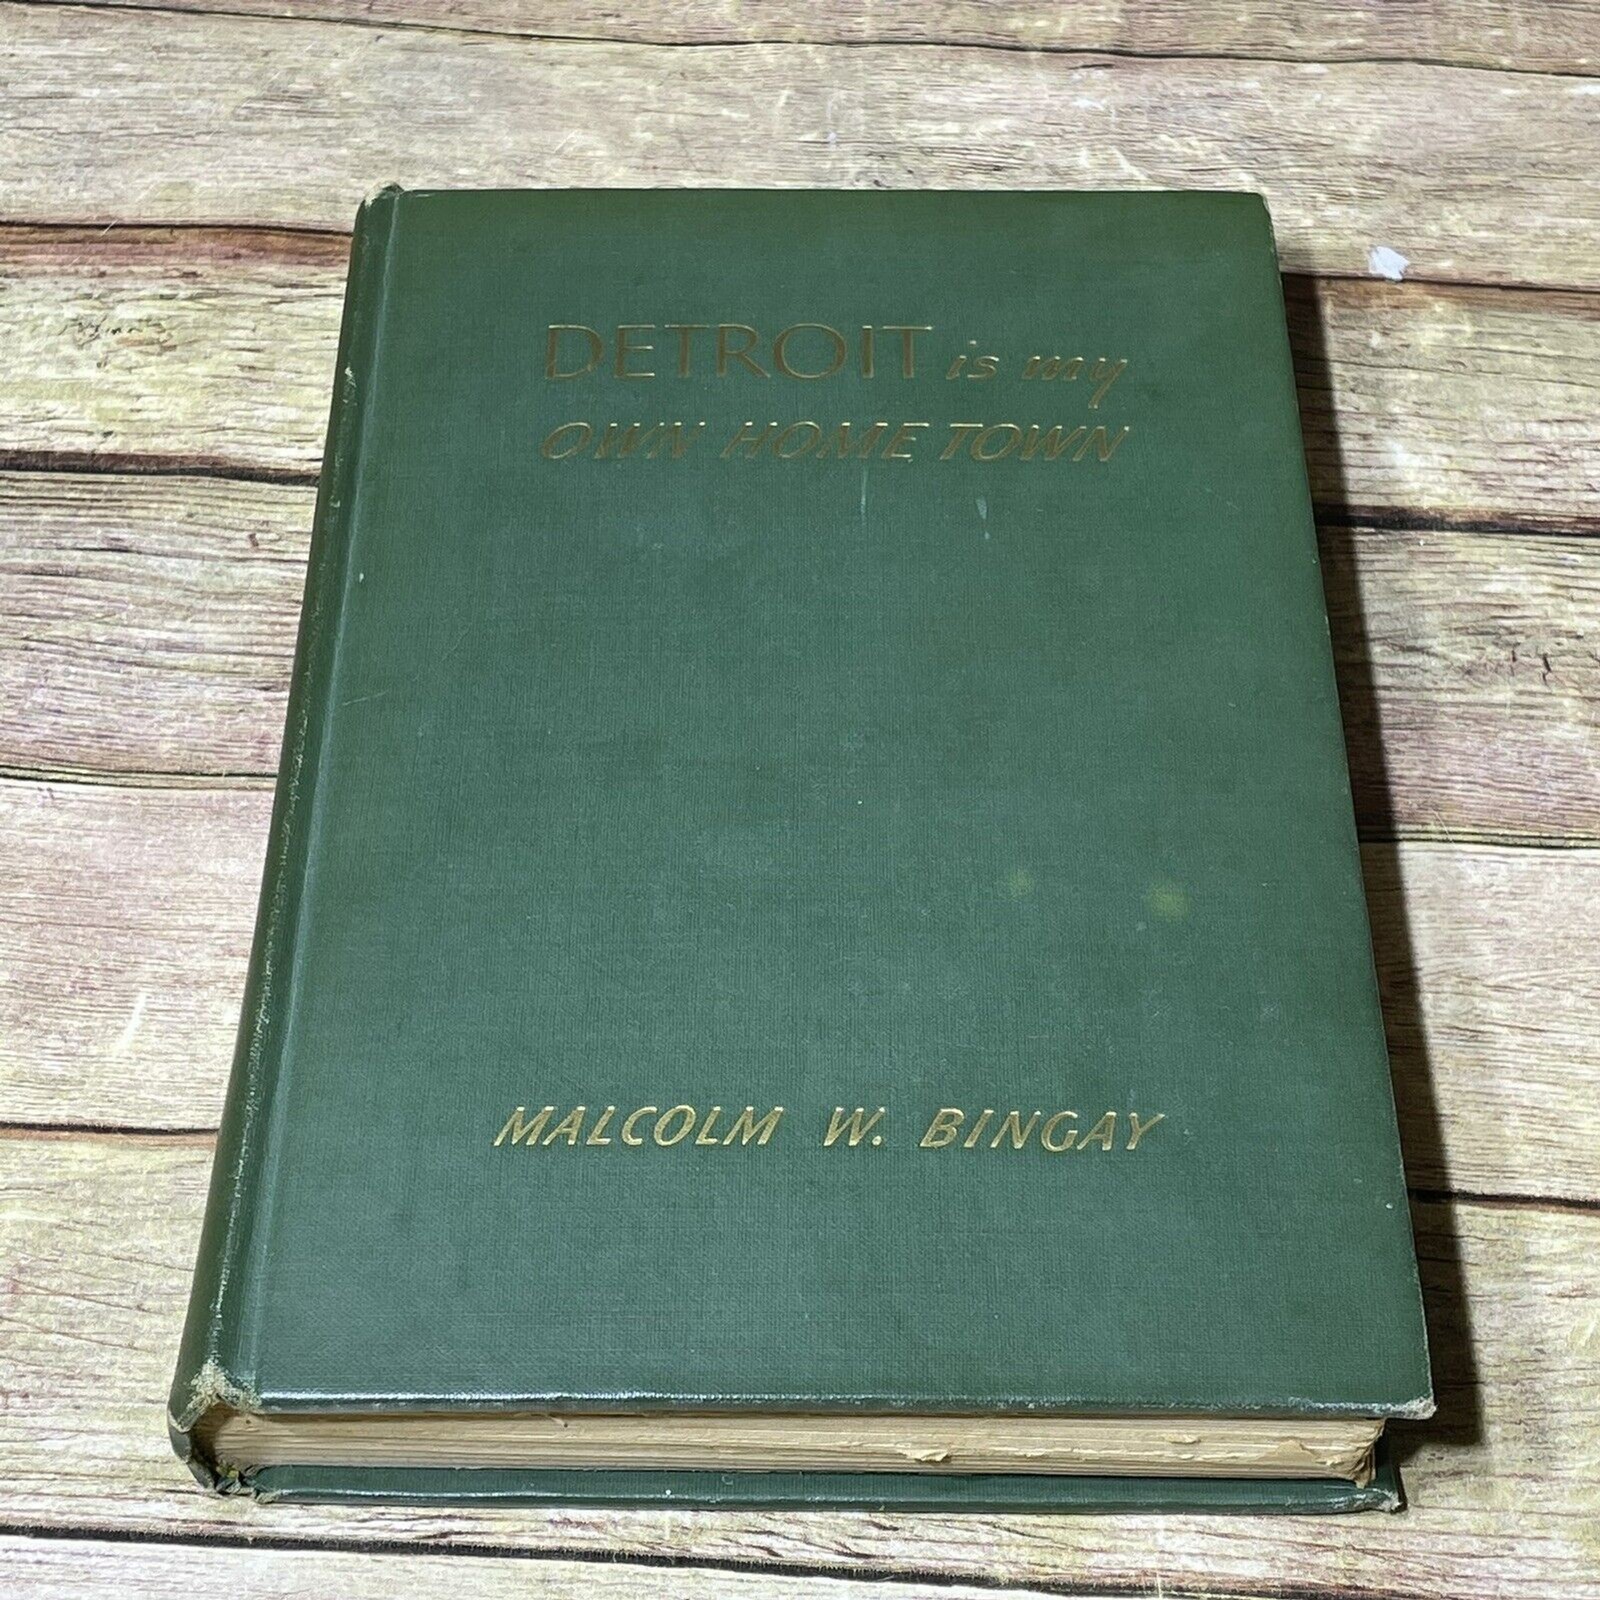 DETROIT is my
OWN HOME TOWN
MALCOLM W. BINGAY